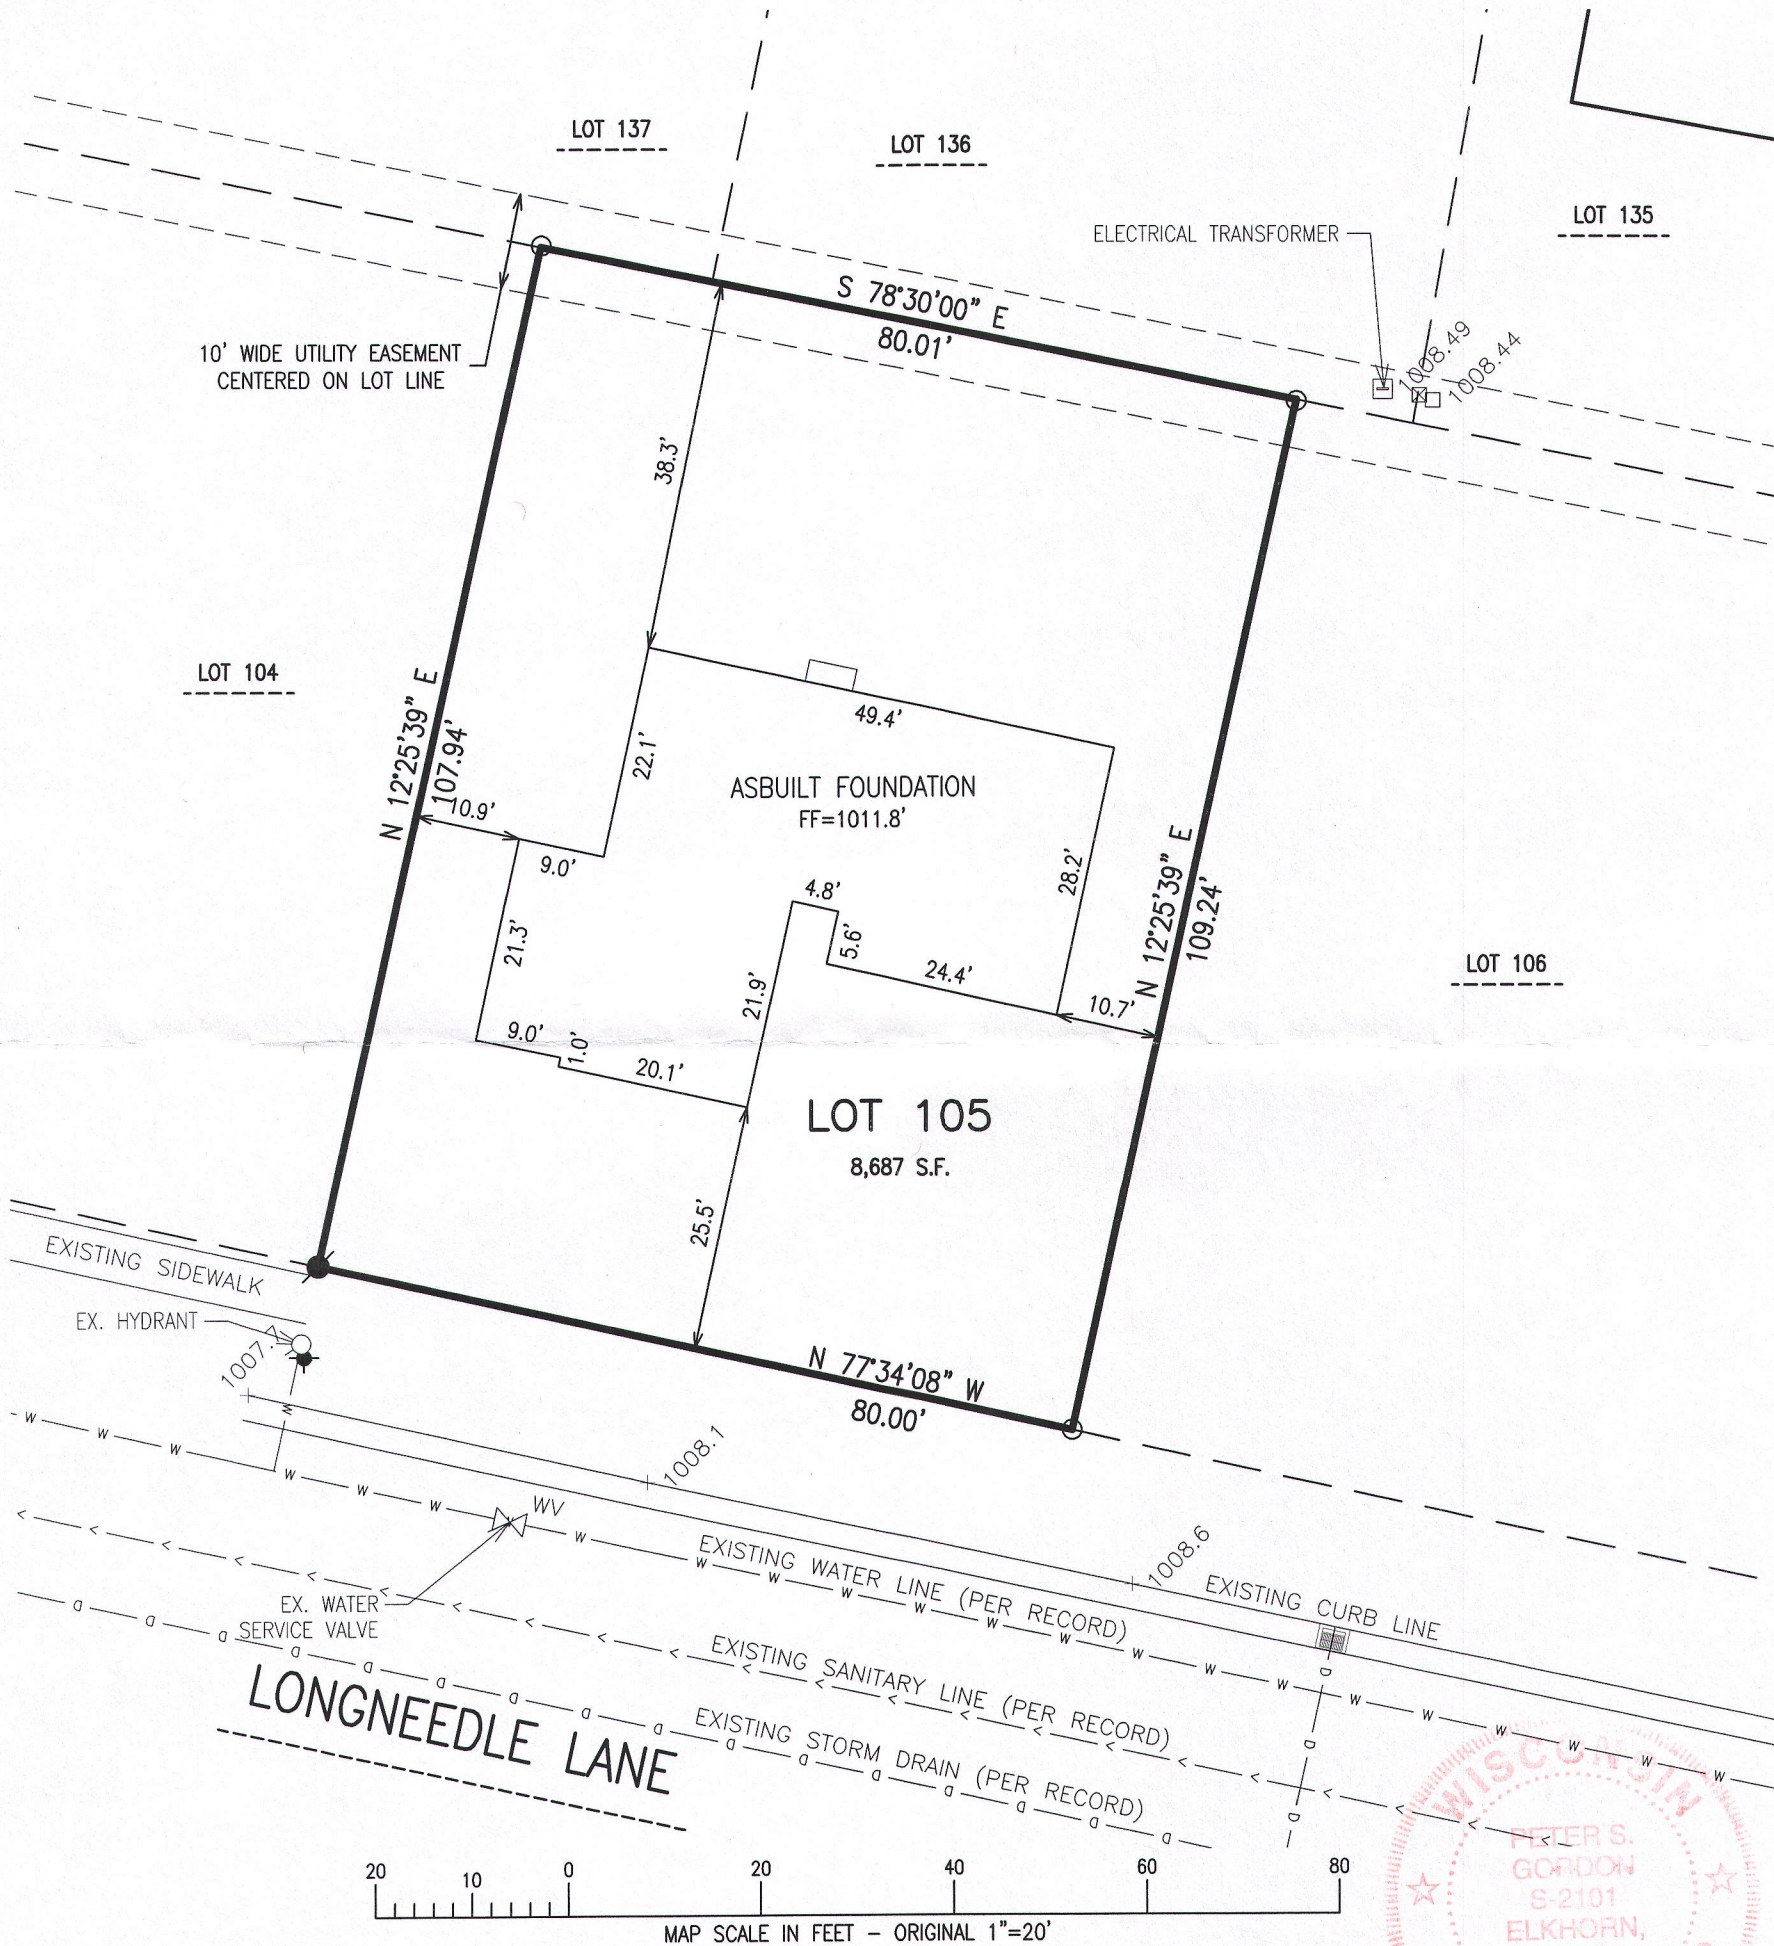 LOT 137
LOT 136
LOT 135
ELECTRICAL TRANSFORMER
S 78°30'00" E
80.01'
1008.49
1008.44
10' WIDE UTILITY EASEMENT
CENTERED ON LOT LINE
38.3'
LOT 104
N 12°25'39" E
107.94'
49.4'
22.1'
ASBUILT FOUNDATION
FF=1011.8'
10.9'
9.0'
28.2'
4.8'
N 12°25'39" E
109.24'
21.3'
5.6'
24.4'
21.9'
10.7'
LOT 106
9.0'
1.0'
20.1'
LOT 105
8,687 S.F.
25.5'
EXISTING SIDEWALK
EX. HYDRANT
N 77°34'08" W
80.00'
1008.1
WV
1008.6
EXISTING CURB LINE
EXISTING WATER LINE (PER RECORD)
EX. WATER
SERVICE VALVE
EXISTING SANITARY LINE (PER RECORD)
EXISTING STORM DRAIN (PER RECORD)
LONGNEEDLE LANE
20 10 0 20 40 60 80
MAP SCALE IN FEET - ORIGINAL 1"=20'
WISCONSIN
PETER S.
GORDON
S-2101
ELKHORN,